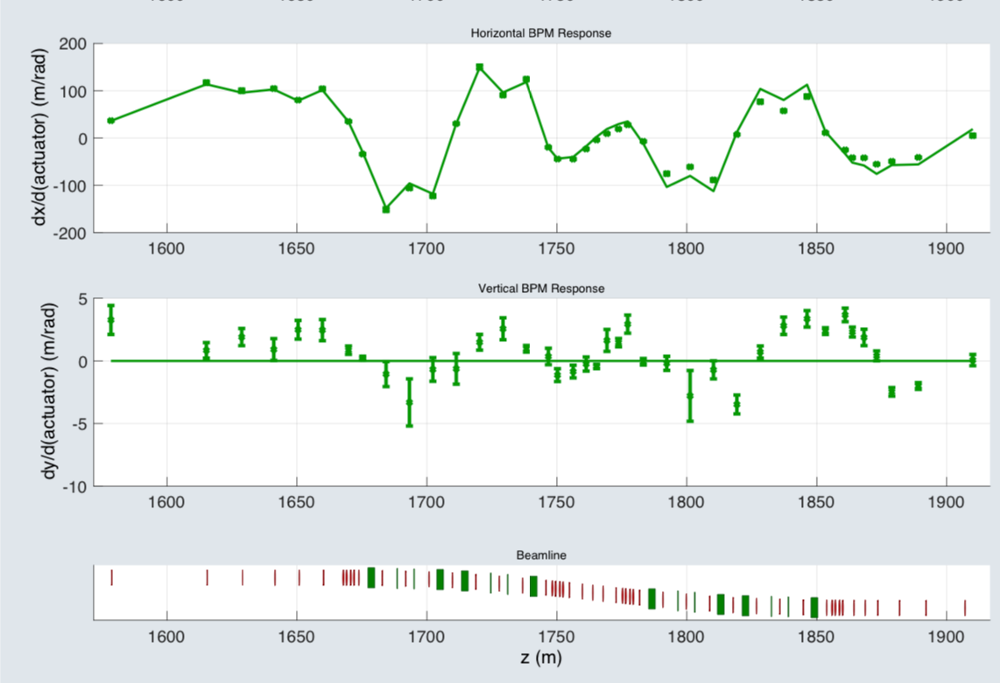 Horizontal BPM Response
dx/d(actuator) (m/rad)
200
100
0
-100
-200
1600 1650 1700 1750 1800 1850 1900
Vertical BPM Response
dy/d(actuator) (m/rad)
5
0
-5
-10
1600 1650 1700 1750 1800 1850 1900
Beamline
1600 1650 1700 1750 1800 1850 1900
z (m)